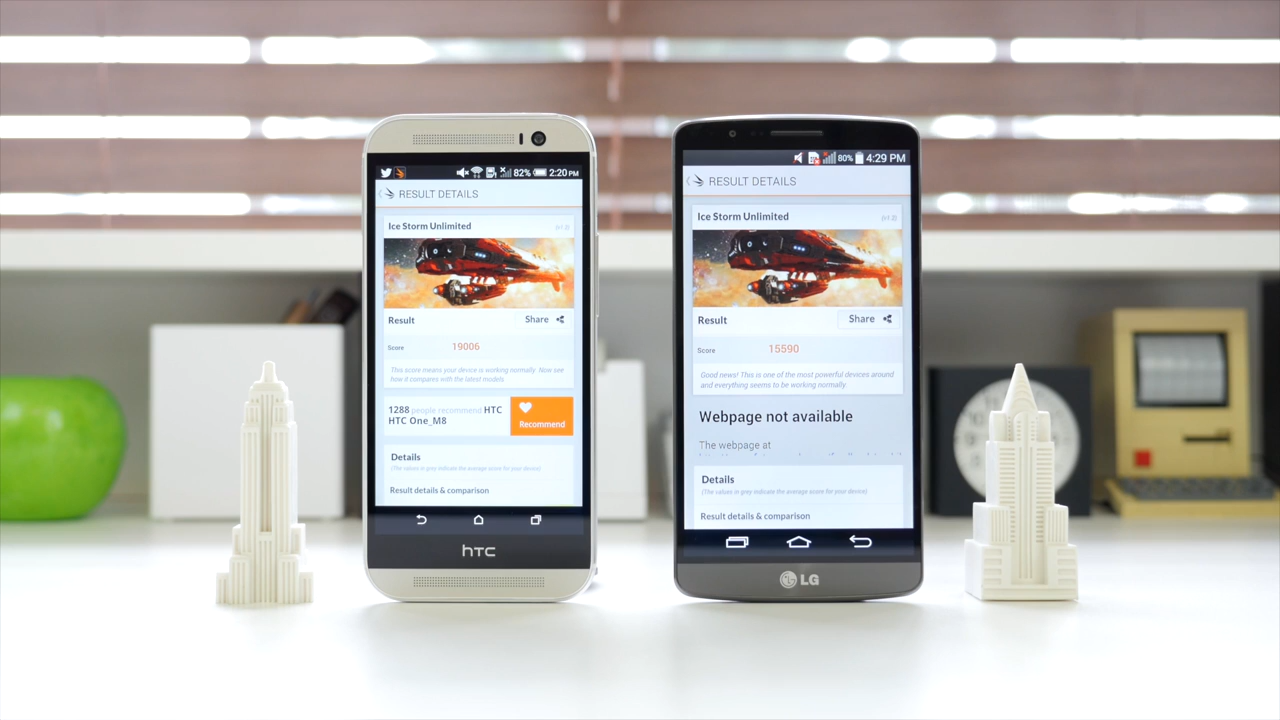 82% 2:20 PM
RESULT DETAILS
Ice Storm Unlimited
(v1.2)
Result
Share
Score
19006
This score means your device is working normally. Now see
how it compares with the latest models.
1288 people recommend HTC
HTC One_M8
Recommend
Details
(The values in grey indicate the average score for your device)
Result details & comparison
hTC
80% 4:29 PM
RESULT DETAILS
Ice Storm Unlimited
(v1.2)
Result
Share
Score
15590
Good news! This is one of the most powerful devices around
and everything seems to be working normally.
Webpage not available
The webpage at
Details
(The values in grey indicate the average score for your device)
Result details & comparison
LG